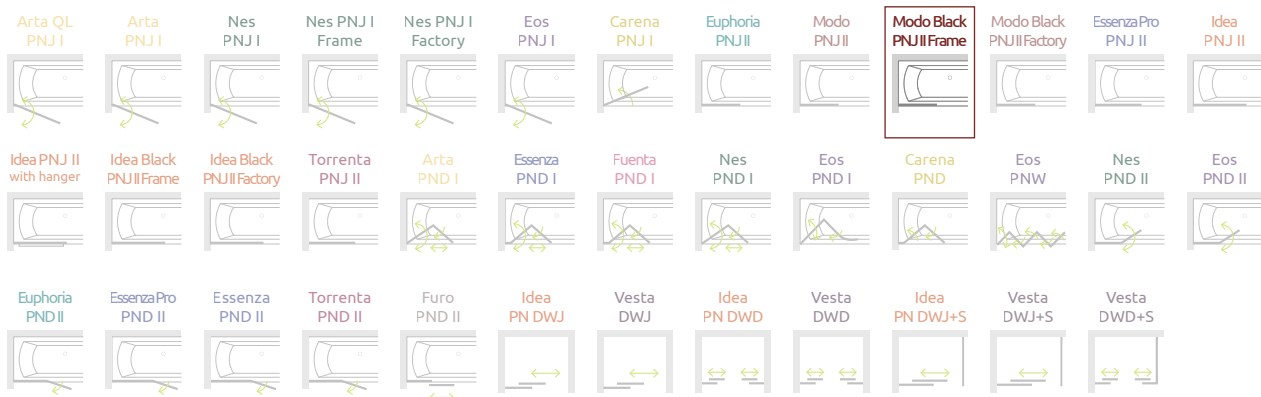 Arta QL
PNJ I
Arta
PNJ I
Nes
PNJ I
Nes PNJ I
Frame
Nes PNJ I
Factory
Eos
PNJ I
Carena
PNJ I
Euphoria
PNJ II
Modo
PNJ II
Modo Black
PNJ II Frame
Modo Black
PNJ II Factory
Essenza Pro
PNJ II
Idea
PNJ II
Idea PNJ II
with hanger
Idea Black
PNJ II Frame
Idea Black
PNJ II Factory
Torrenta
PNJ II
Arta
PND I
Essenza
PND I
Fuenta
PND I
Nes
PND I
Eos
PND I
Carena
PND
Eos
PNW
Nes
PND II
Eos
PND II
Euphoria
PND II
Essenza Pro
PND II
Essenza
PND II
Torrenta
PND II
Furo
PND II
Idea
PN DWJ
Vesta
DWJ
Idea
PN DWD
Vesta
DWD
Idea
PN DWJ+S
Vesta
DWJ+S
Vesta
DWD+S